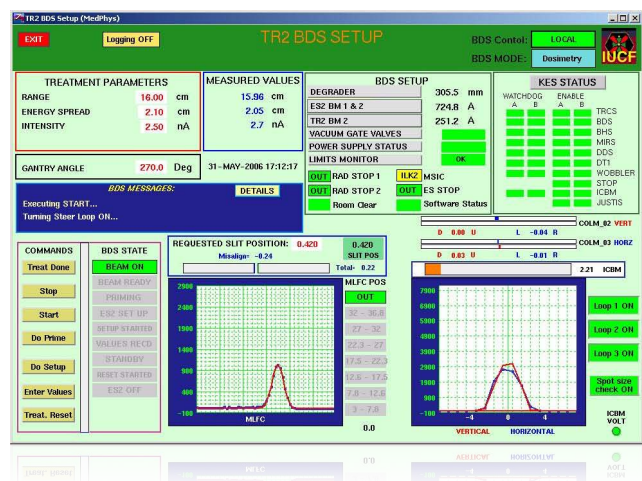 TR2 BDS Setup (MedPhys)
EXIT
Logging OFF
TR2 BDS SETUP
BDS Contol: LOCAL
BDS MODE: Dosimetry
IUCF
TREATMENT PARAMETERS
RANGE 16.00 cm
ENERGY SPREAD 2.10 cm
INTENSITY 2.50 nA
MEASURED VALUES
15.96 cm
2.05 cm
2.7 nA
GANTRY ANGLE 270.0 Deg
31-MAY-2006 17:12:17
BDS MESSAGES:
DETAILS
Executing START...
Turning Steer Loop ON...
BDS SETUP
DEGRADER 305.5 mm
ES2 BM 1 & 2 724.8 A
TR2 BM 2 251.2 A
VACUUM GATE VALVES
POWER SUPPLY STATUS
LIMITS MONITOR OK
OUT RAD STOP 1 ILK2 MSIC
OUT RAD STOP 2 OUT ES STOP
Room Clear Software Status
KES STATUS
WATCHDOG ENABLE
A B A B
TRCS
BDS
BHS
MIRS
DDS
DT1
WOBBLER
STOP
ICBM
JUSTIS
COMMANDS
Treat Done
Stop
Start
Do Prime
Do Setup
Enter Values
Treat. Reset
BDS STATE
BEAM ON
BEAM READY
PRIMING
ES2 SET UP
SETUP STARTED
VALUES RECD
STANDBY
RESET STARTED
ES2 OFF
REQUESTED SLIT POSITION: 0.420
0.420
SLIT POS
Misalign= -0.24
Total= 0.22
2900
2400
1900
1400
900
400
-100
MLFC
MLFC POS
OUT
32 - 36.8
27 - 32
22.3 - 27
17.5 - 22.3
12.6 - 17.5
7.8 - 12.6
3 - 7.8
0.0
COLM_02 VERT
D 0.00 U L -0.04 R
COLM_03 HORZ
D 0.03 U L -0.01 R
2.21 ICBM
7900
6900
5900
4900
3900
2900
1900
900
-100
-4 0 4
VERTICAL HORIZONTAL
Loop 1 ON
Loop 2 ON
Loop 3 ON
Spot size
check ON
ICBM
VOLT